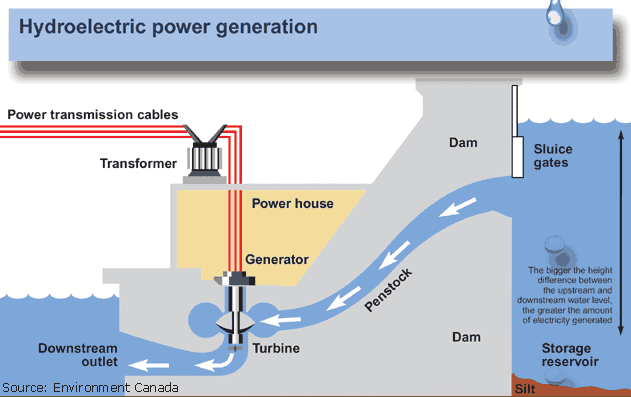 Hydroelectric power generation
Power transmission cables
Transformer
Dam
Sluice
gates
Power house
Generator
Penstock
The bigger the height
difference between
the upstream and
downstream water level,
the greater the amount
of electricity generated
Downstream
outlet
Turbine
Dam
Storage
reservoir
Source: Environment Canada
Silt